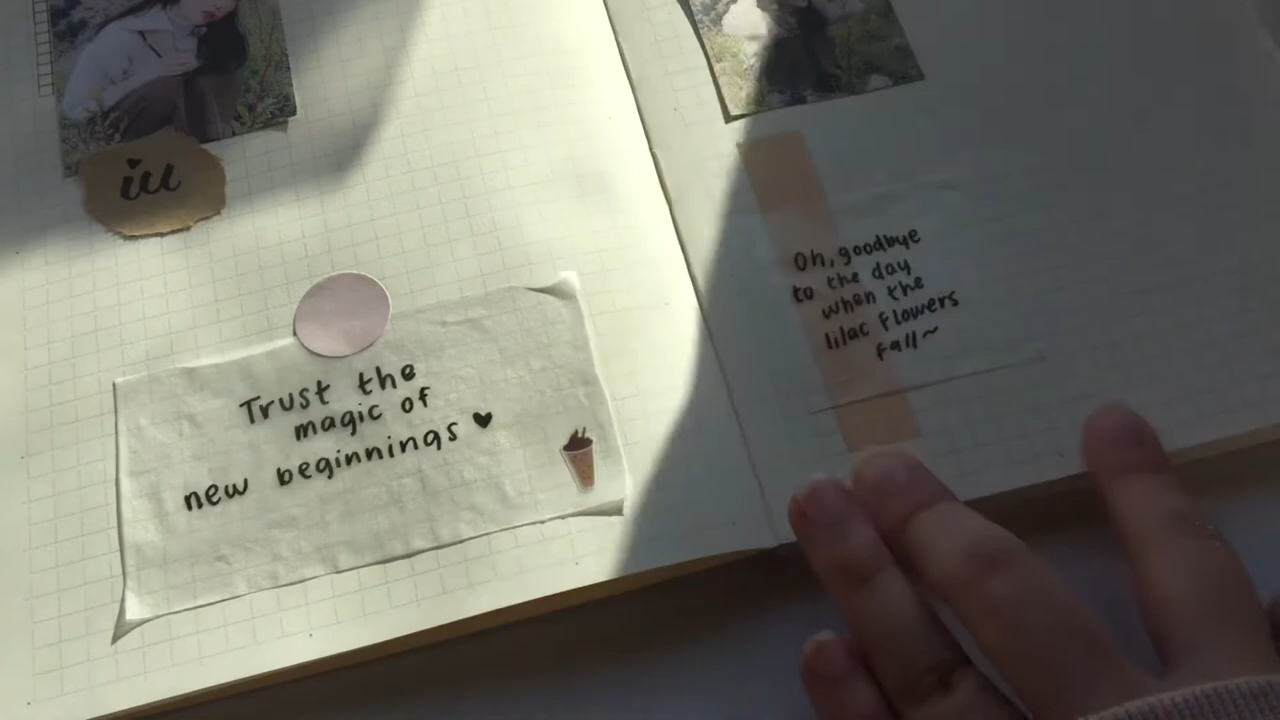 iu
Trust the
magic of
new beginnings ♥
Oh, goodbye
to the day
when the
lilac flowers
fall~